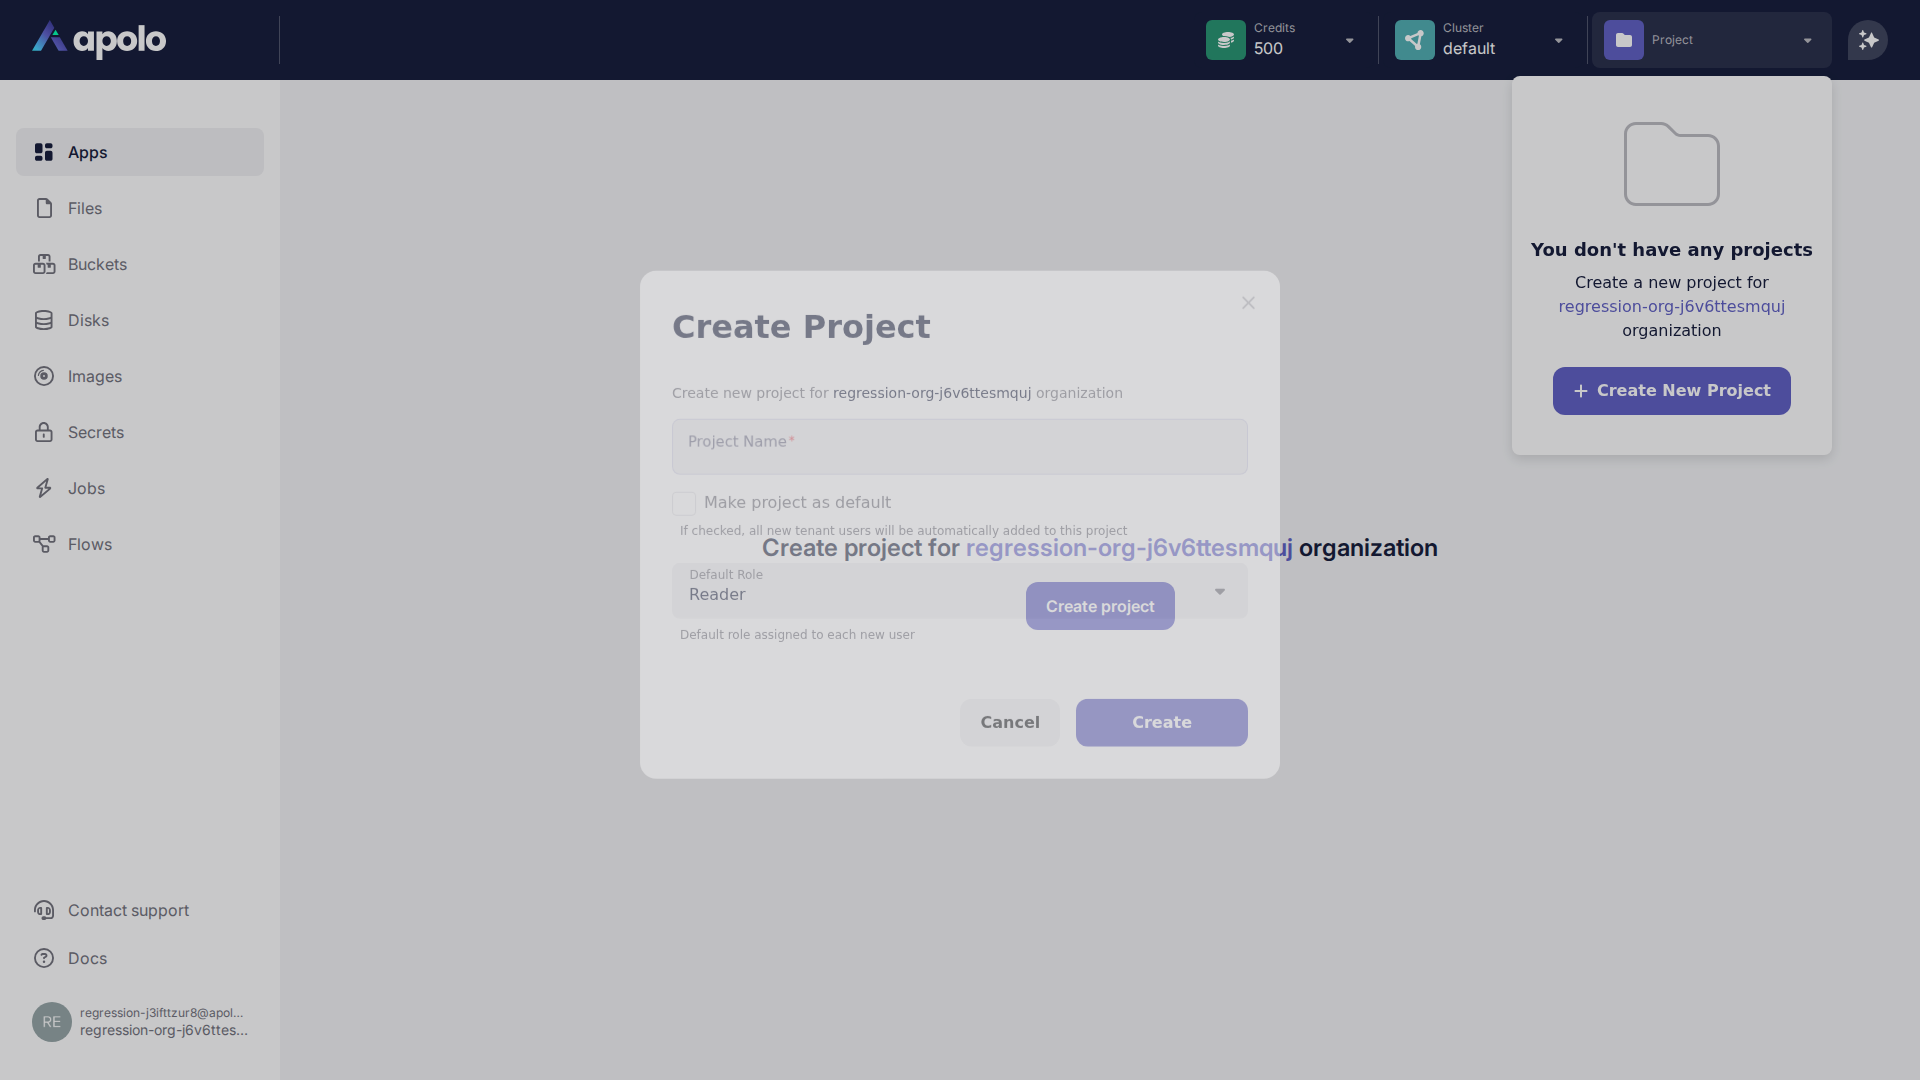 apolo
Credits
500
Cluster
default
Project
Apps
Files
Buckets
Disks
Images
Secrets
Jobs
Flows
Contact support
Docs
RE
regression-j3ifttzur8@apol...
regression-org-j6v6ttes...
You don't have any projects
Create a new project for
regression-org-j6v6ttesmquj
organization
+ Create New Project
Create Project
Create new project for regression-org-j6v6ttesmquj organization
Project Name*
Make project as default
If checked, all new tenant users will be automatically added to this project
Create project for regression-org-j6v6ttesmquj organization
Default Role
Reader
Create project
Default role assigned to each new user
Cancel
Create